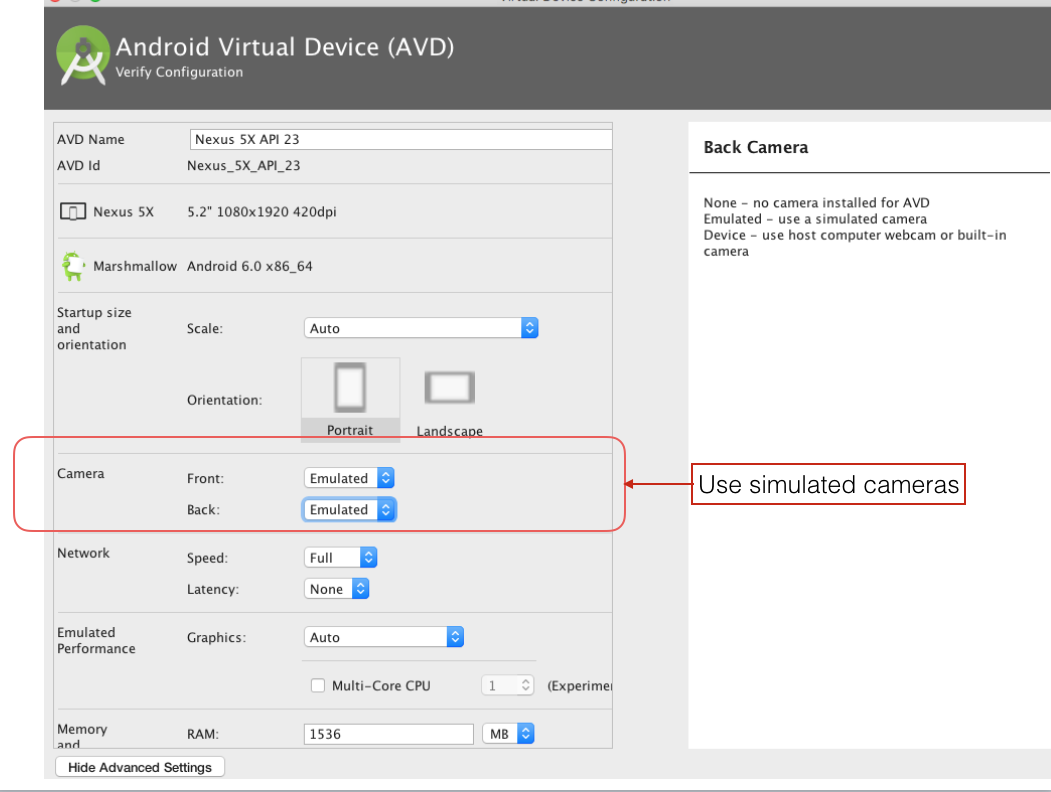 Android Virtual Device (AVD)
Verify Configuration
AVD Name
Nexus 5X API 23
AVD Id
Nexus_5X_API_23
Nexus 5X
5.2" 1080x1920 420dpi
Marshmallow
Android 6.0 x86_64
Startup size
and
orientation
Scale:
Auto
Orientation:
Portrait
Landscape
Camera
Front:
Emulated
Back:
Emulated
Network
Speed:
Full
Latency:
None
Emulated
Performance
Graphics:
Auto
Multi-Core CPU
1
(Experimen
Memory
and
RAM:
1536
MB
Hide Advanced Settings
Back Camera
None – no camera installed for AVD
Emulated – use a simulated camera
Device – use host computer webcam or built-in
camera
Use simulated cameras